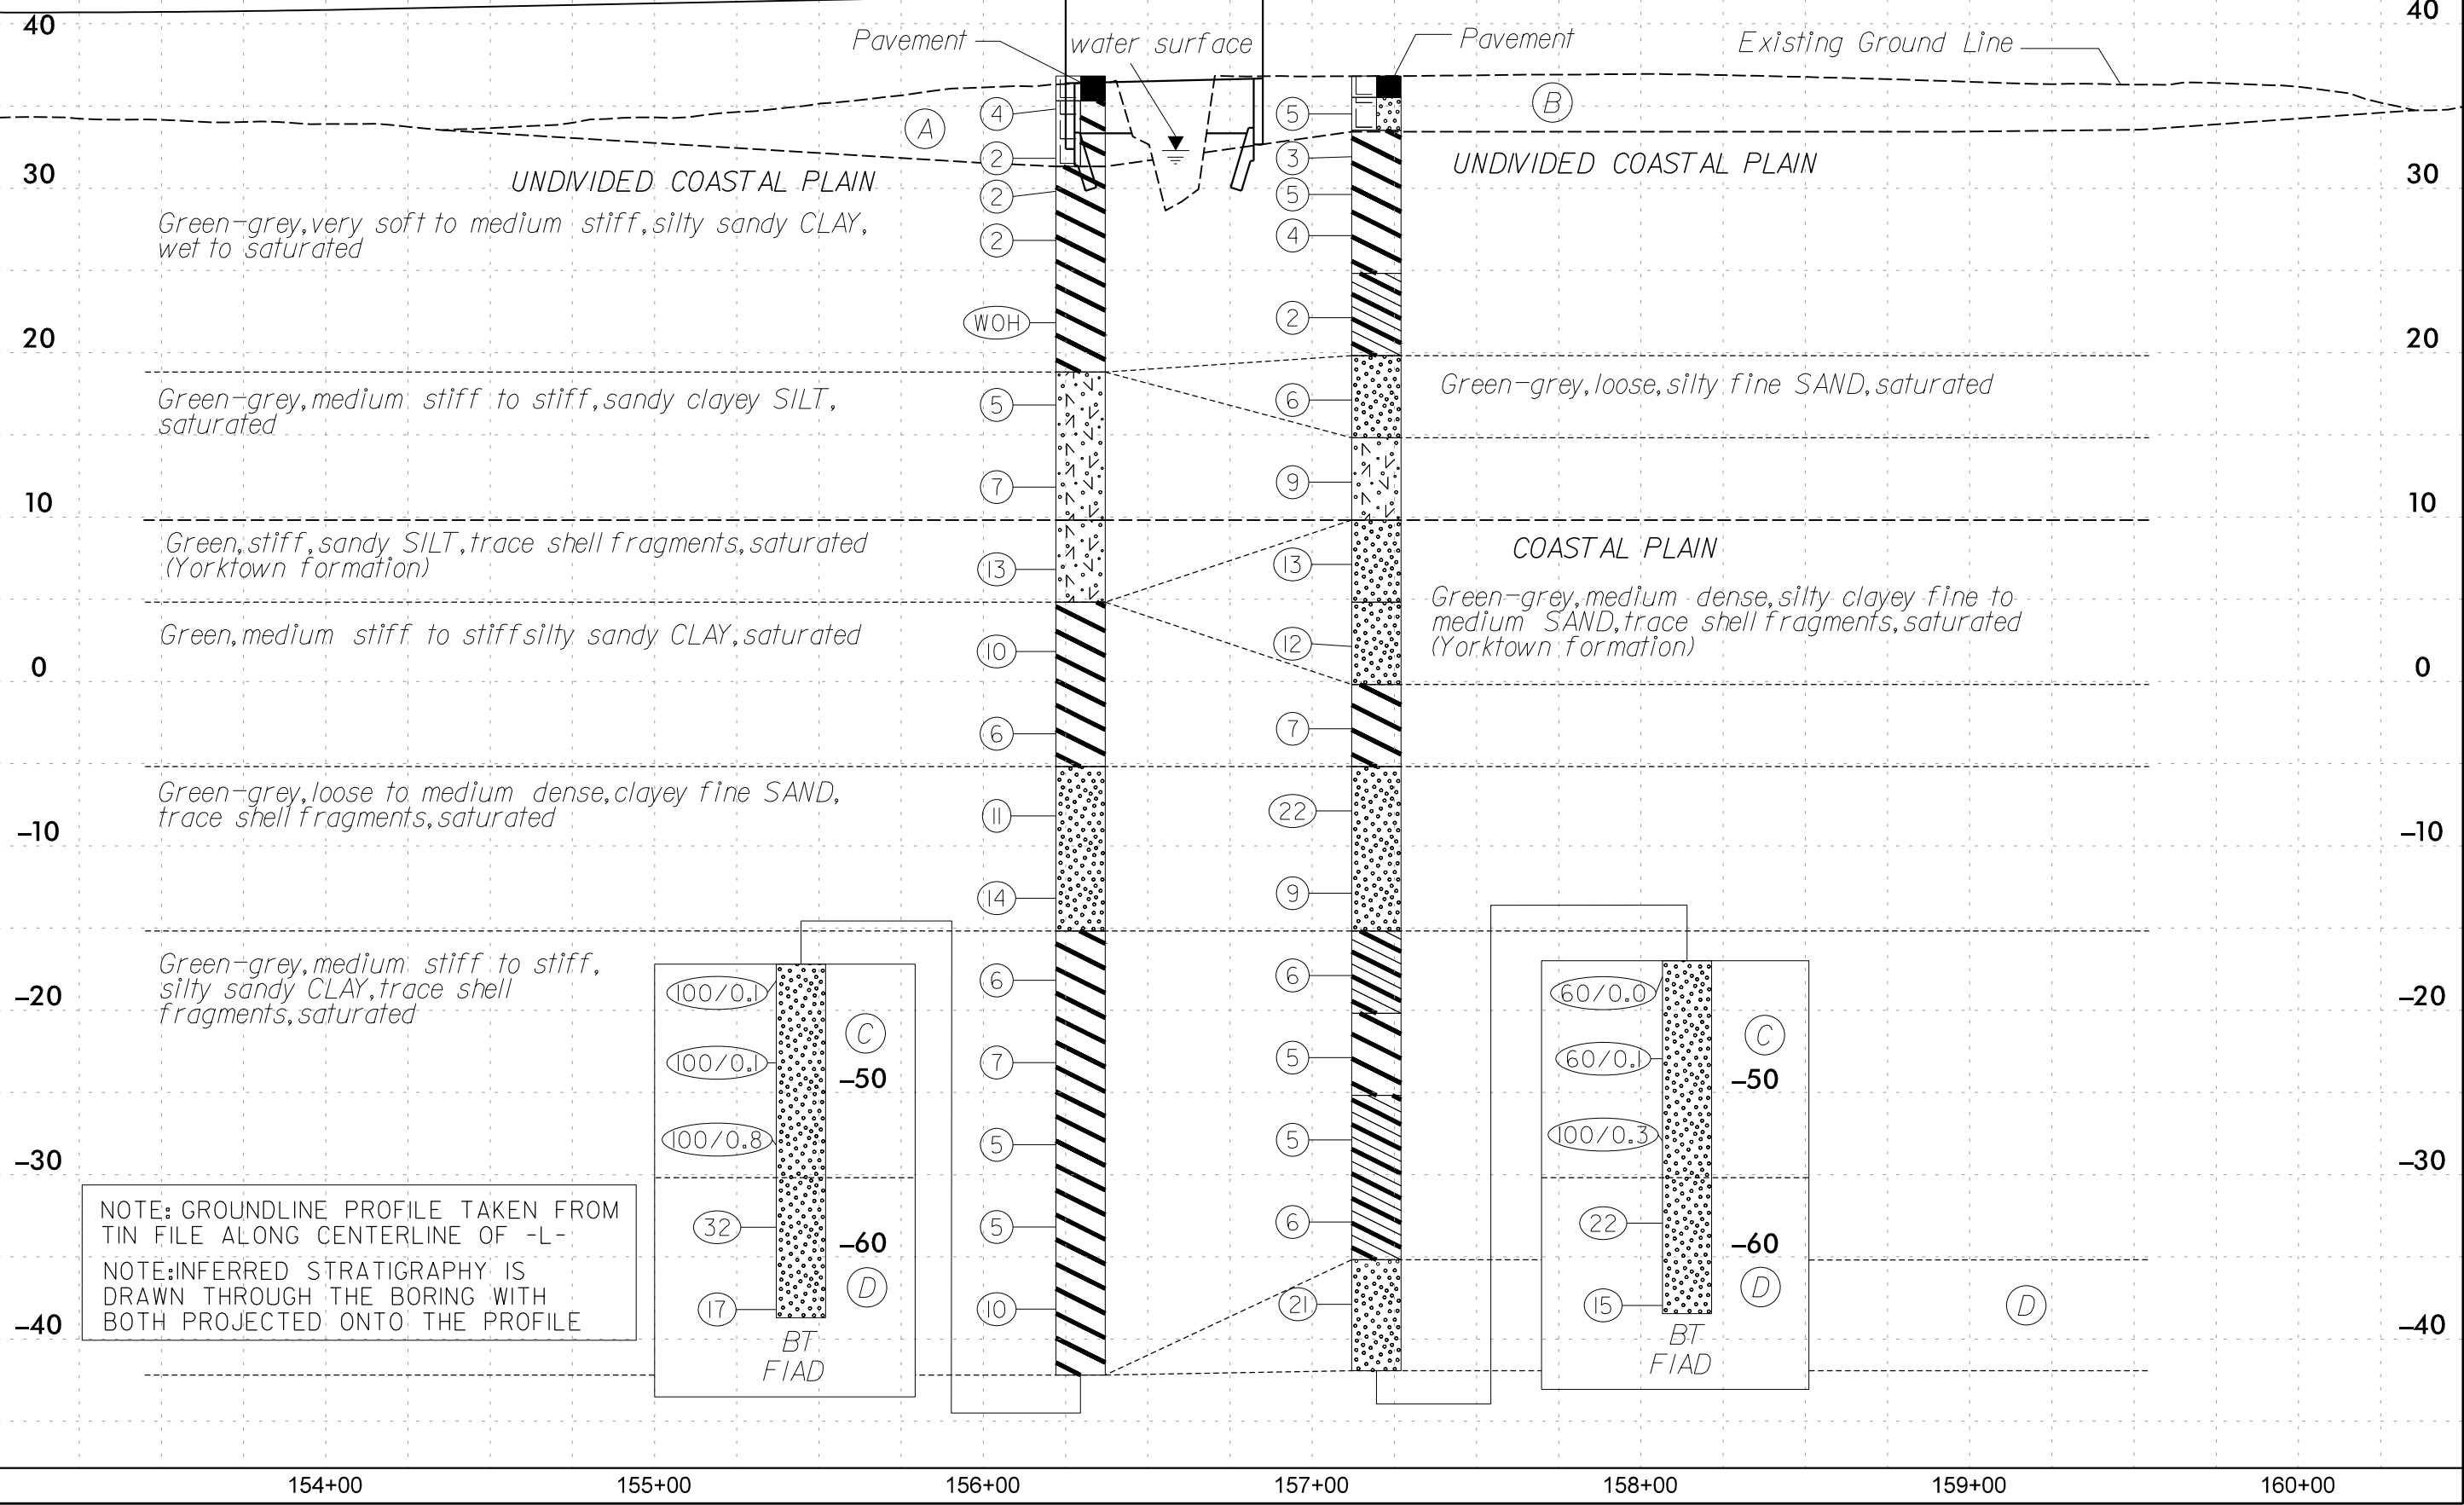 40
40
Pavement
water surface
Pavement
Existing Ground Line
4
A
5
B
2
3
30
UNDIVIDED COASTAL PLAIN
UNDIVIDED COASTAL PLAIN
30
2
5
Green-grey, very soft to medium stiff, silty sandy CLAY,
wet to saturated
2
4
WOH
2
20
20
Green-grey, medium stiff to stiff, sandy clayey SILT,
saturated
5
6
Green-grey, loose, silty fine SAND, saturated
7
9
10
10
Green, stiff, sandy SILT, trace shell fragments, saturated
(Yorktown formation)
13
13
COASTAL PLAIN
Green-grey, medium dense, silty clayey fine to
medium SAND, trace shell fragments, saturated
(Yorktown formation)
Green, medium stiff to stiff silty sandy CLAY, saturated
10
12
0
0
6
7
Green-grey, loose to medium dense, clayey fine SAND,
trace shell fragments, saturated
11
22
-10
-10
14
9
Green-grey, medium stiff to stiff,
silty sandy CLAY, trace shell
fragments, saturated
6
6
-20
-20
100/0.1
60/0.0
C
C
100/0.1
60/0.1
7
5
-50
-50
100/0.8
100/0.3
5
5
-30
-30
NOTE: GROUNDLINE PROFILE TAKEN FROM
TIN FILE ALONG CENTERLINE OF -L-
NOTE: INFERRED STRATIGRAPHY IS
DRAWN THROUGH THE BORING WITH
BOTH PROJECTED ONTO THE PROFILE
32
5
6
22
-60
-60
D
D
D
17
10
21
15
-40
-40
BT
FIAD
BT
FIAD
154+00
155+00
156+00
157+00
158+00
159+00
160+00